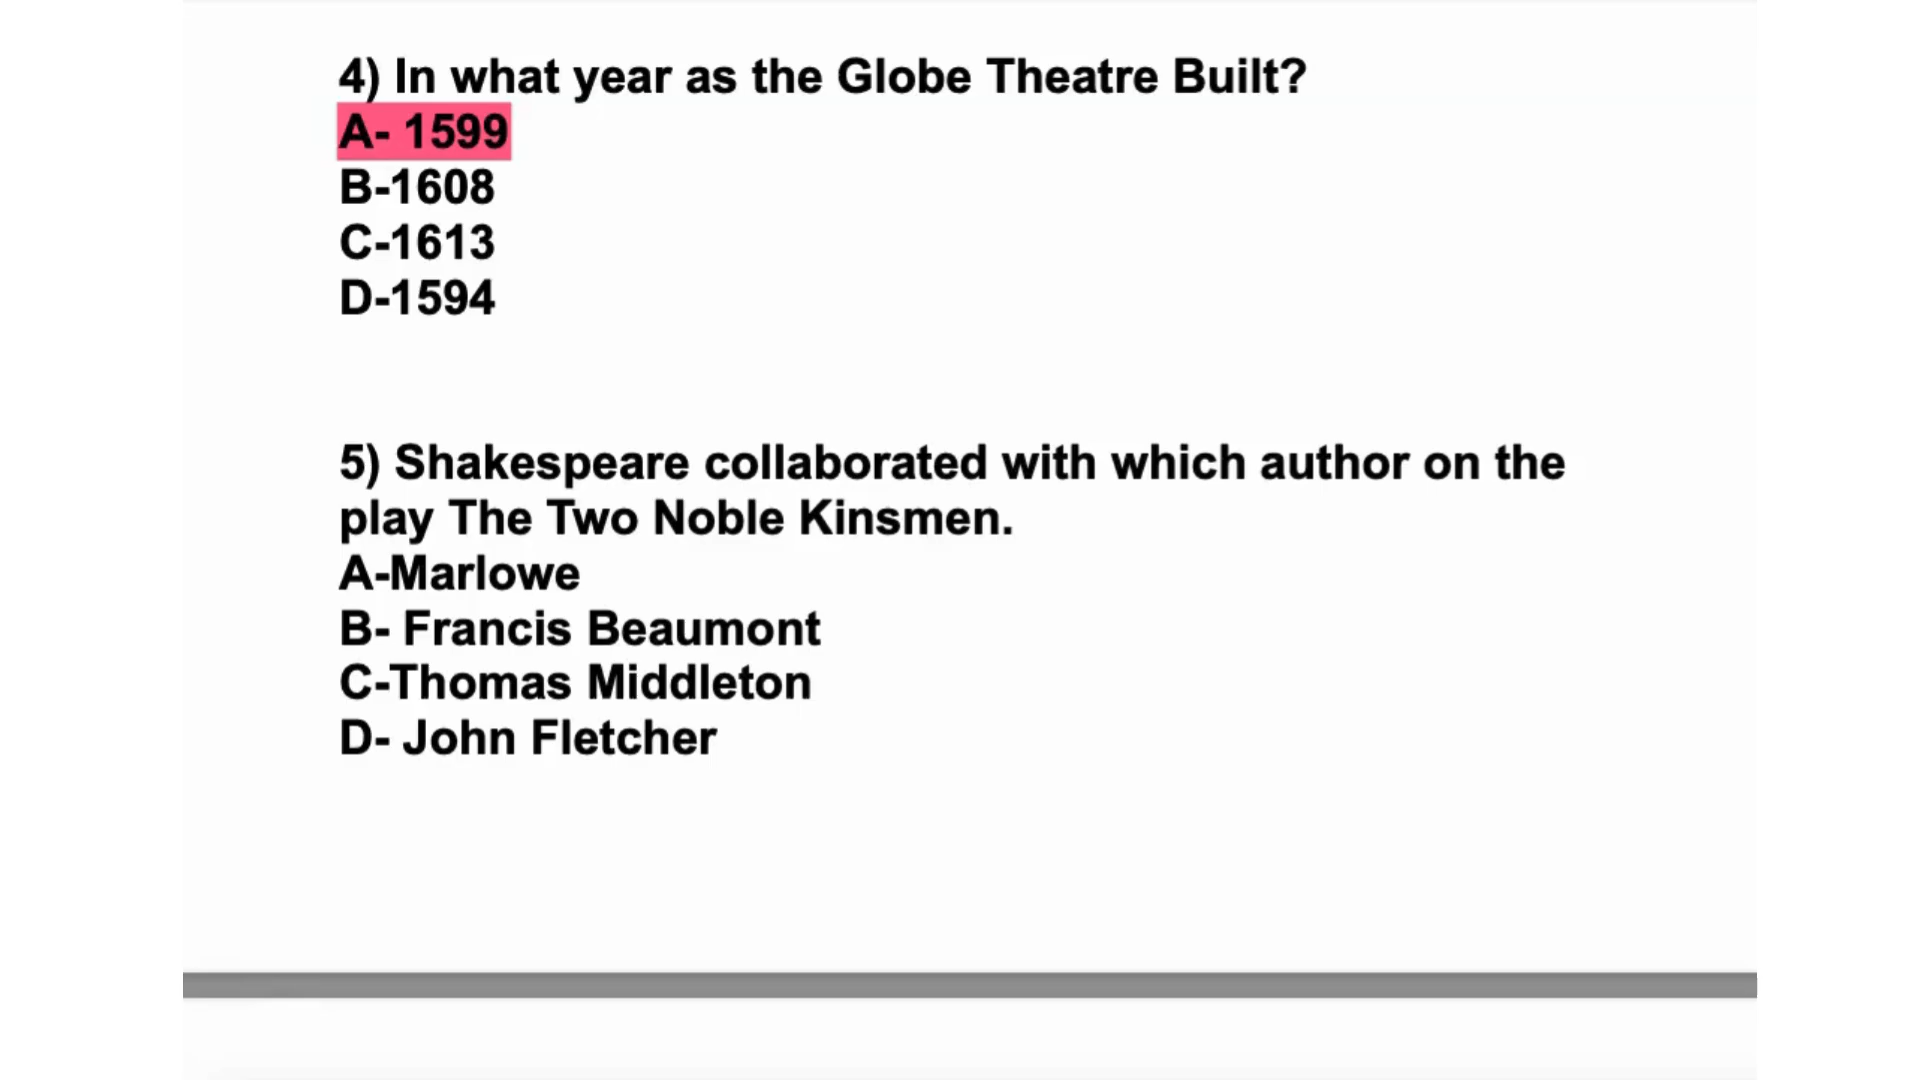 4) In what year as the Globe Theatre Built?
A- 1599
B-1608
C-1613
D-1594
5) Shakespeare collaborated with which author on the
play The Two Noble Kinsmen.
A-Marlowe
B- Francis Beaumont
C-Thomas Middleton
D- John Fletcher